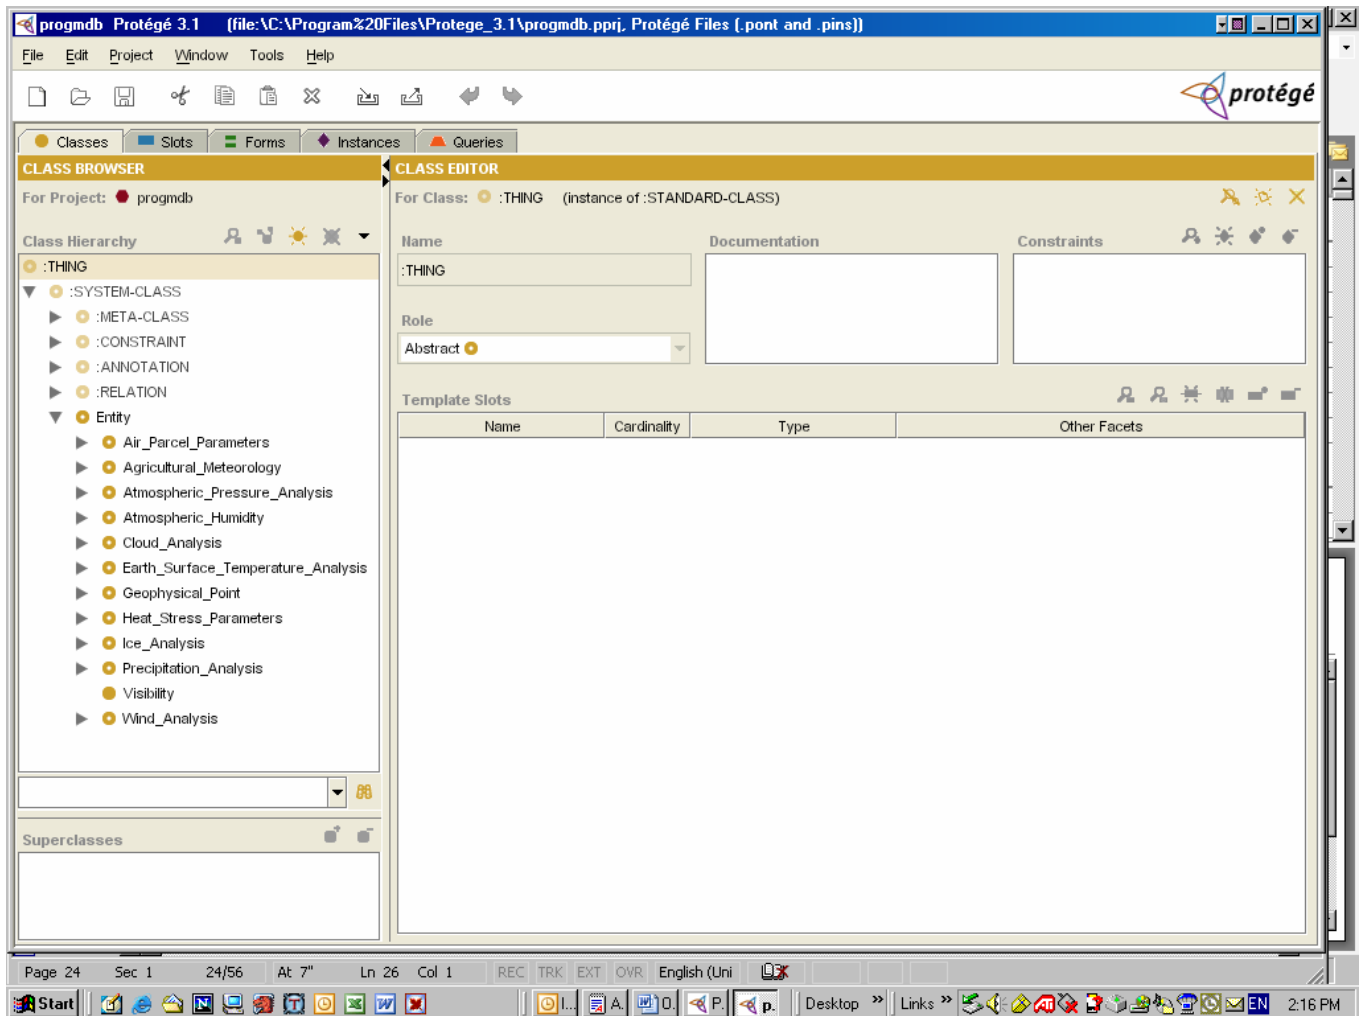 progmdb Protégé 3.1 (file:\C:\Program%20Files\Protege_3.1\progmdb.pprj, Protégé Files (.pont and .pins))
File Edit Project Window Tools Help
protégé
Classes Slots Forms Instances Queries
CLASS BROWSER
CLASS EDITOR
For Project: progmdb
For Class: :THING (instance of :STANDARD-CLASS)
Class Hierarchy
Name Documentation Constraints
:THING
:THING
:SYSTEM-CLASS
:META-CLASS
Role
:CONSTRAINT
Abstract
:ANNOTATION
:RELATION
Template Slots
Entity
Name Cardinality Type Other Facets
Air_Parcel_Parameters
Agricultural_Meteorology
Atmospheric_Pressure_Analysis
Atmospheric_Humidity
Cloud_Analysis
Earth_Surface_Temperature_Analysis
Geophysical_Point
Heat_Stress_Parameters
Ice_Analysis
Precipitation_Analysis
Visibility
Wind_Analysis
Superclasses
Page 24 Sec 1 24/56 At 7" Ln 26 Col 1 REC TRK EXT OVR English (Uni
Start I... A. O. P. p. Desktop » Links » EN 2:16 PM